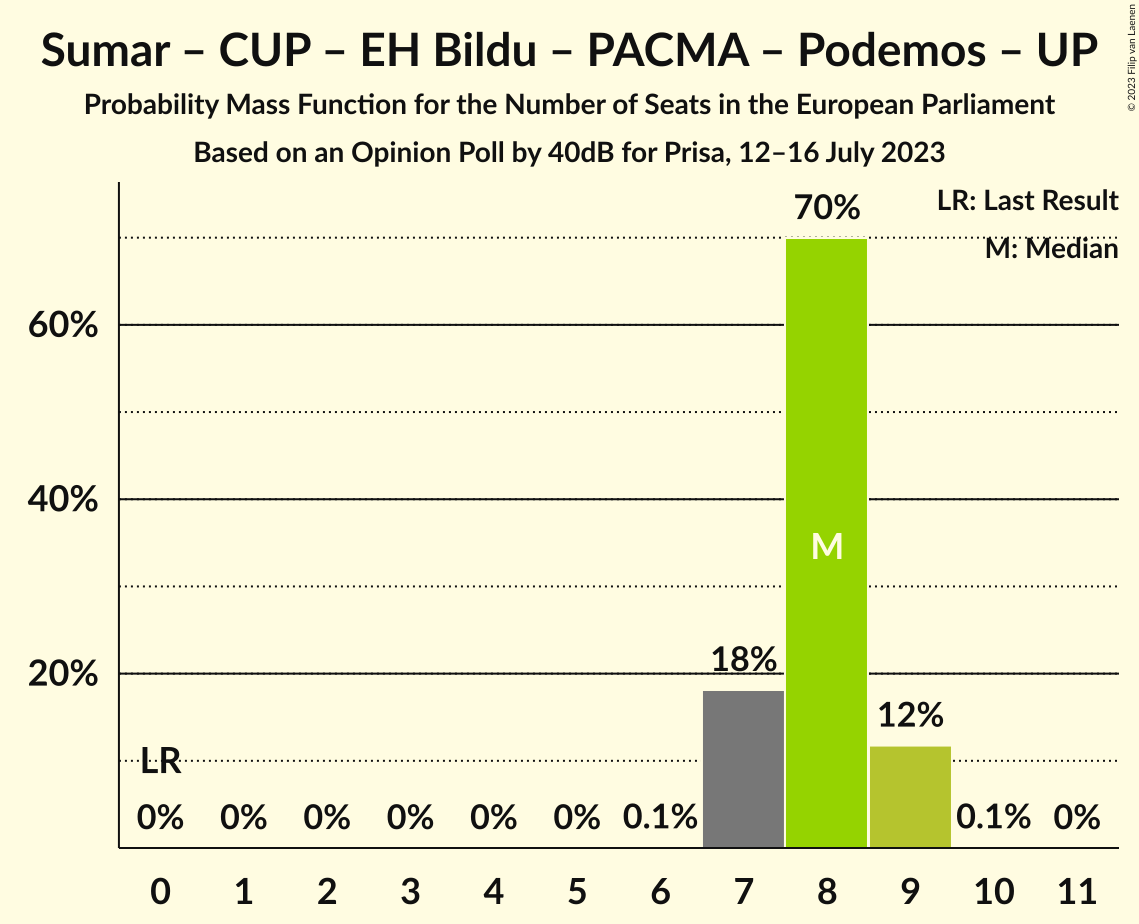 Sumar – CUP – EH Bildu – PACMA – Podemos – UP
Probability Mass Function for the Number of Seats in the European Parliament
Based on an Opinion Poll by 40dB for Prisa, 12–16 July 2023
© 2023 Filip van Laenen
LR: Last Result
M: Median
70%
60%
40%
M
20%
18%
12%
LR
0% 0% 0% 0% 0% 0% 0.1% 0.1% 0%
0 1 2 3 4 5 6 7 8 9 10 11